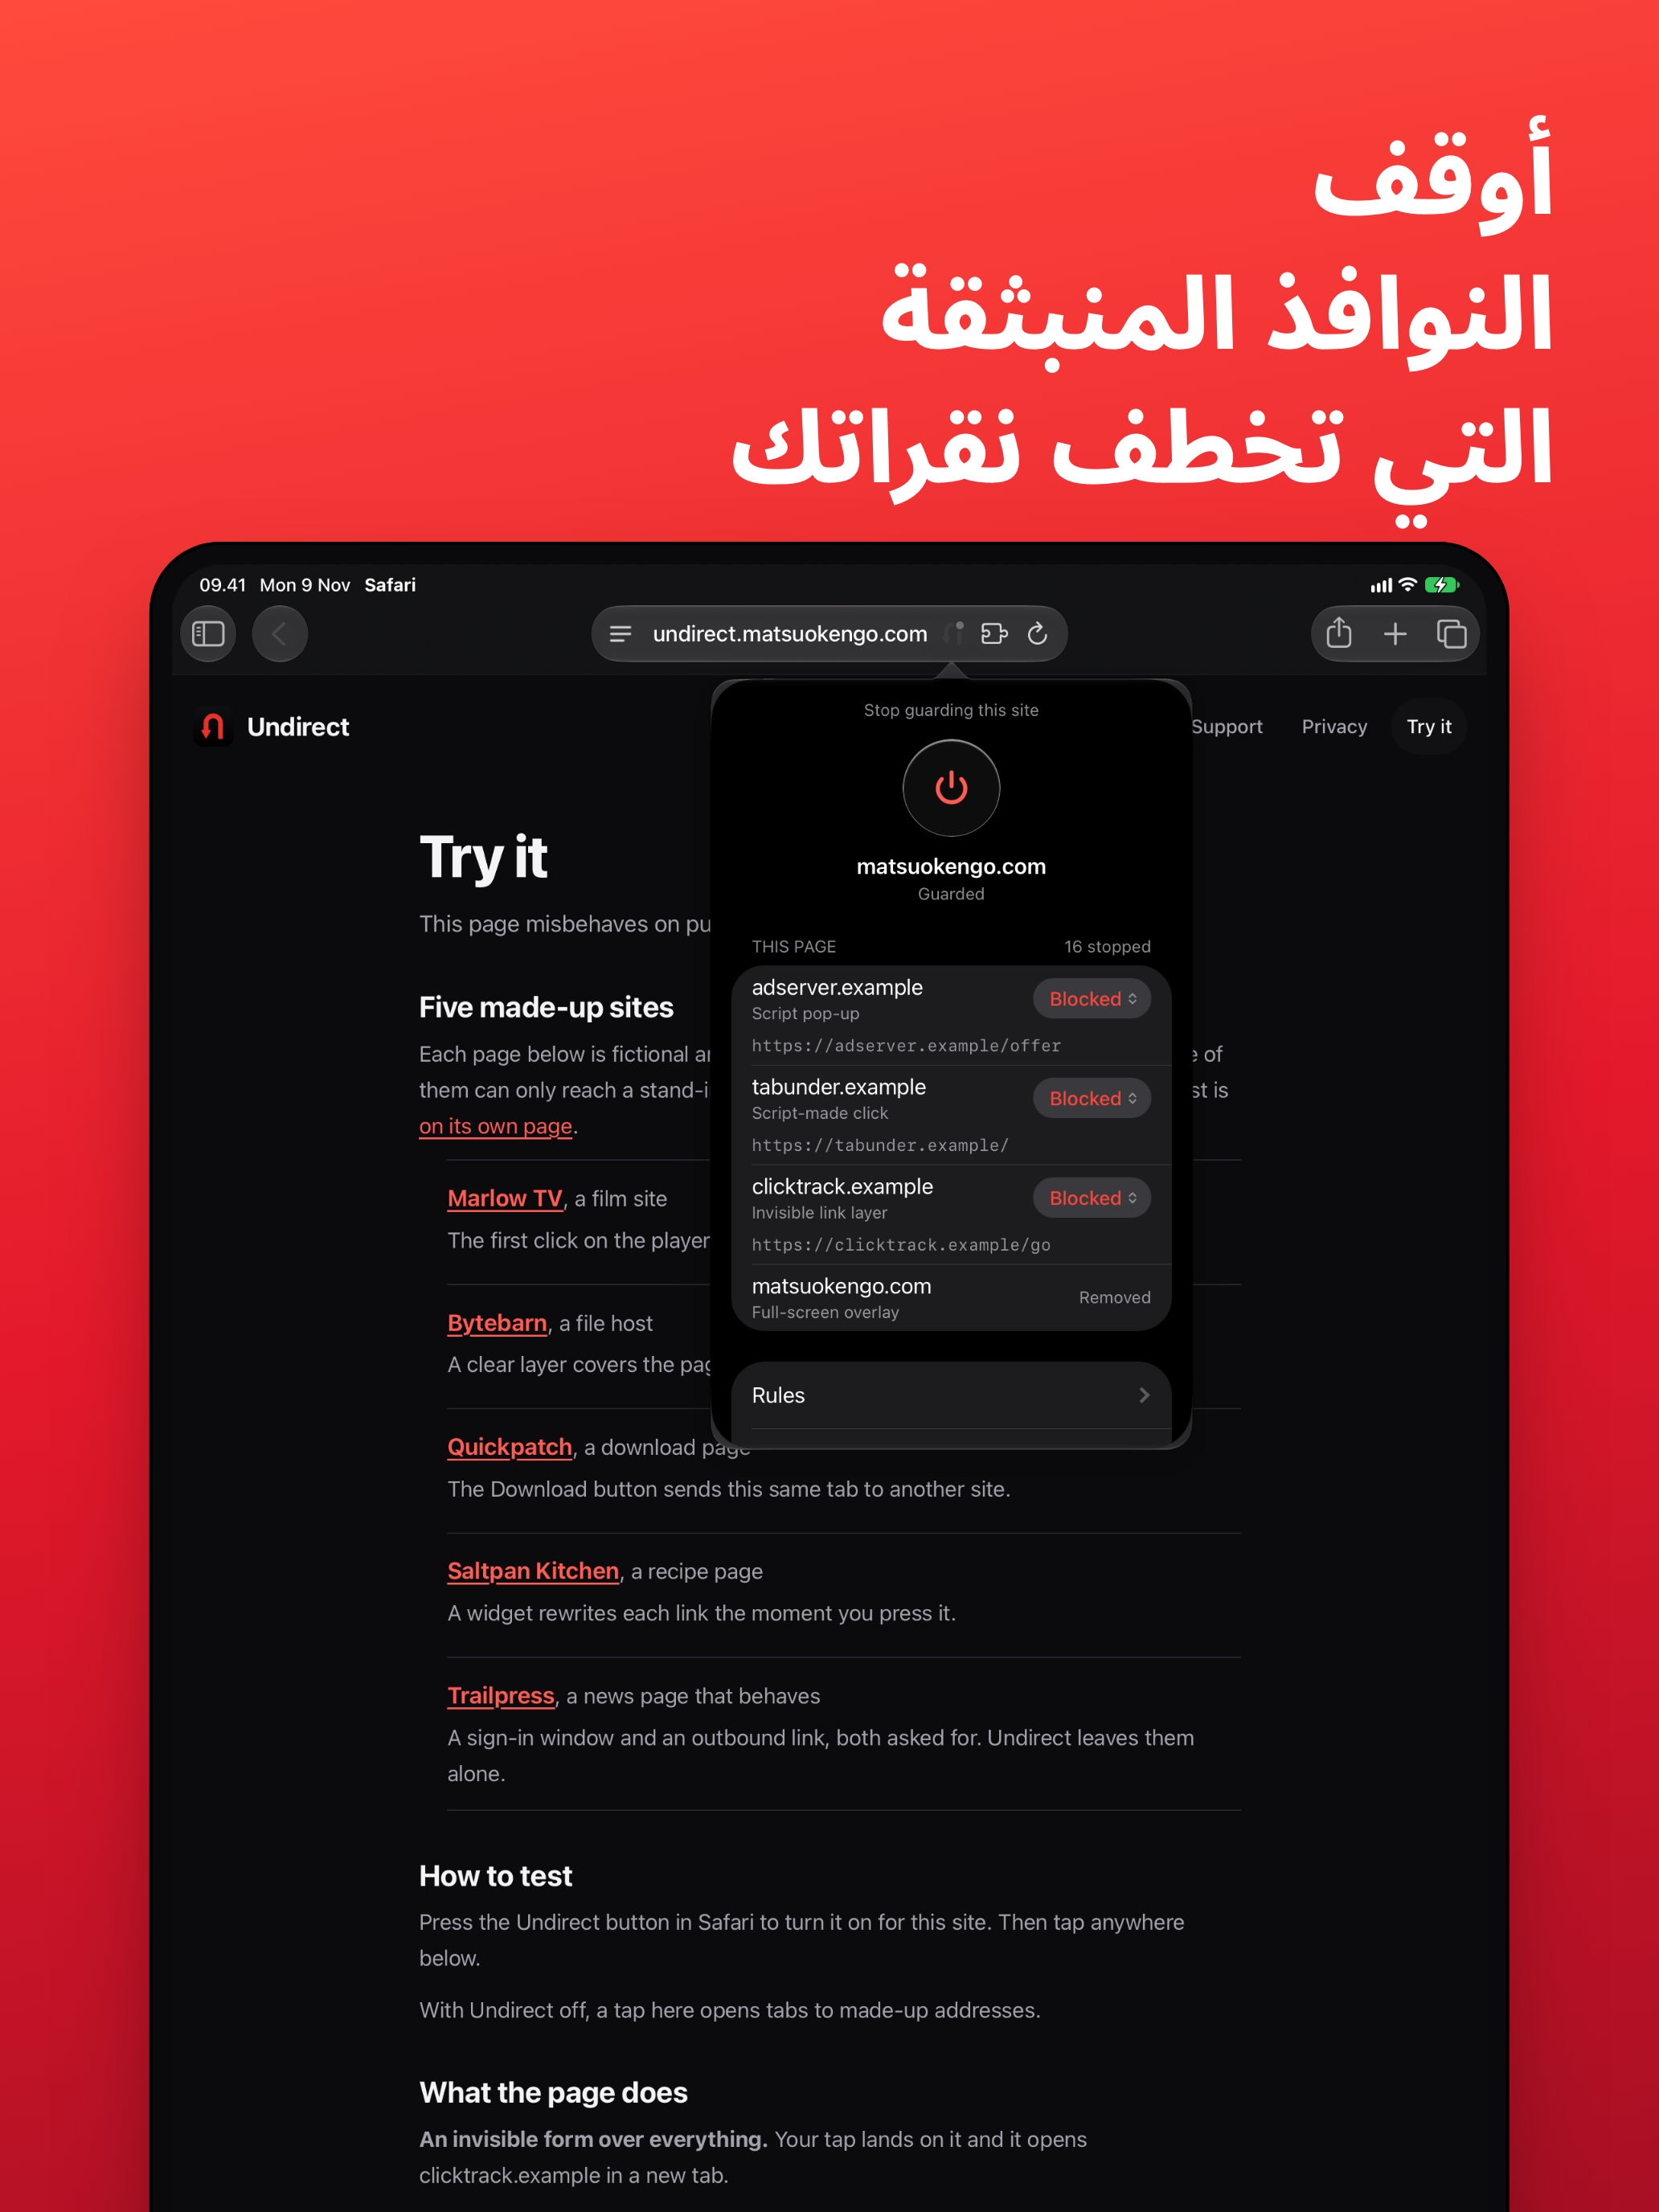 أوقف
النوافذ المنبثقة
التي تخطف نقراتك
09.41 Mon 9 Nov Safari
undirect.matsuokengo.com
Undirect
Support Privacy Try it
Stop guarding this site
matsuokengo.com
Guarded
THIS PAGE 16 stopped
adserver.example
Script pop-up
Blocked
https://adserver.example/offer
tabunder.example
Script-made click
Blocked
https://tabunder.example/
clicktrack.example
Invisible link layer
Blocked
https://clicktrack.example/go
matsuokengo.com
Full-screen overlay
Removed
Rules
Try it
This page misbehaves on
Five made-up sites
Each page below is fictional of
them can only reach a is
on its own page.
Marlow TV, a film site
The first click on the player
Bytebarn, a file host
A clear layer covers the
Quickpatch, a download page
The Download button sends this same tab to another site.
Saltpan Kitchen, a recipe page
A widget rewrites each link the moment you press it.
Trailpress, a news page that behaves
A sign-in window and an outbound link, both asked for. Undirect leaves them
alone.
How to test
Press the Undirect button in Safari to turn it on for this site. Then tap anywhere
below.
With Undirect off, a tap here opens tabs to made-up addresses.
What the page does
An invisible form over everything. Your tap lands on it and it opens
clicktrack.example in a new tab.